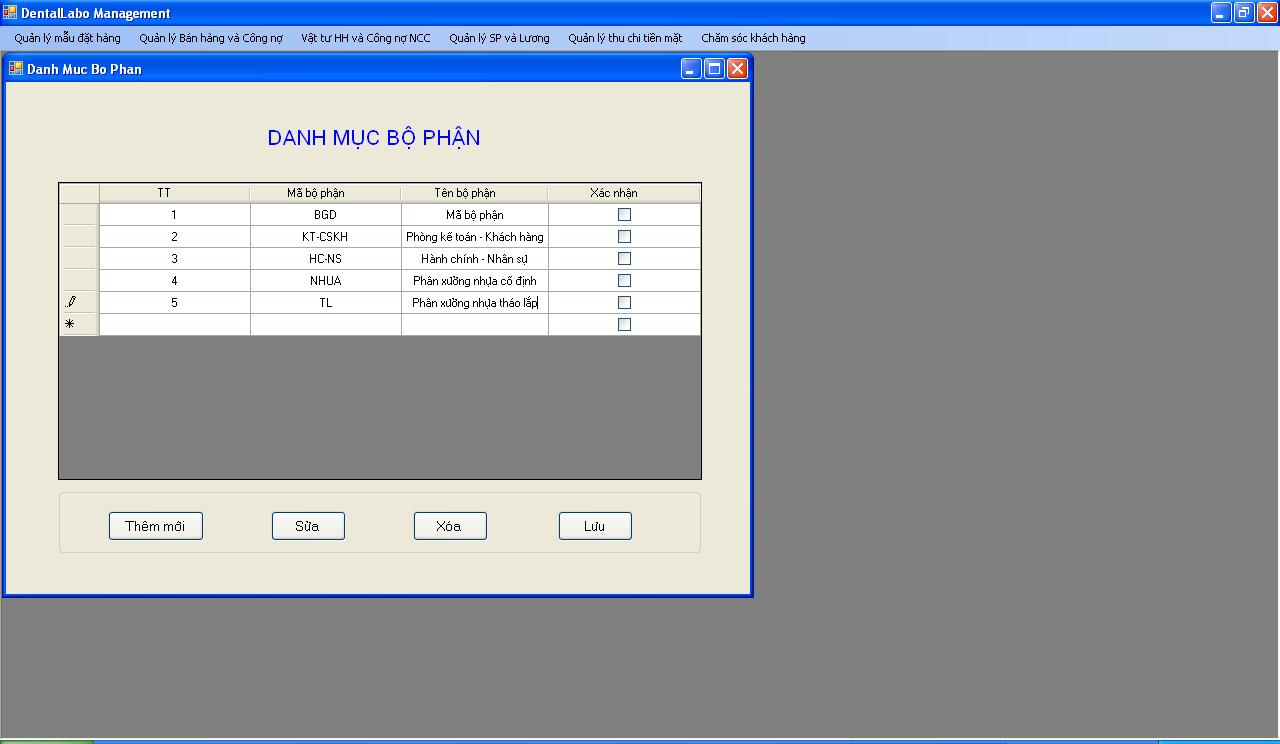 DentalLabo Management
Quản lý mẫu đặt hàng Quản lý Bán hàng và Công nợ Vật tư HH và Công nợ NCC Quản lý SP và Lương Quản lý thu chi tiền mặt Chăm sóc khách hàng
Danh Muc Bo Phan
DANH MỤC BỘ PHẬN
TT Mã bộ phận Tên bộ phận Xác nhận
1 BGD Mã bộ phận
2 KT-CSKH Phòng kế toán - Khách hàng
3 HC-NS Hành chính - Nhân sự
4 NHUA Phân xưởng nhựa cố định
5 TL Phân xưởng nhựa tháo lắp
Thêm mới Sửa Xóa Lưu